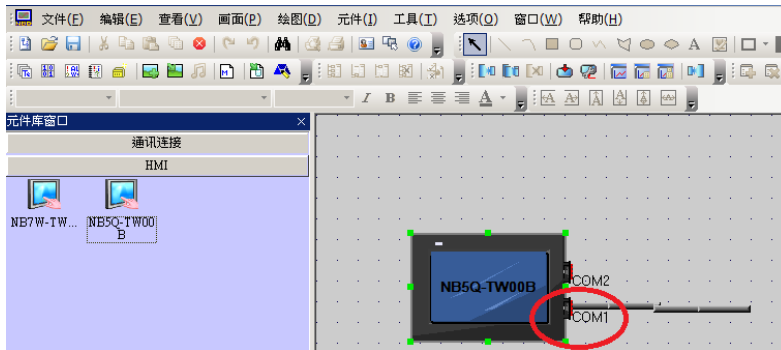 文件(F) 编辑(E) 查看(V) 画面(P) 绘图(D) 元件(I) 工具(T) 选项(O) 窗口(W) 帮助(H)
元件库窗口
通讯连接
HMI
NB7W-TW...
NB5Q-TW00
B
NB5Q-TW00B
COM2
COM1